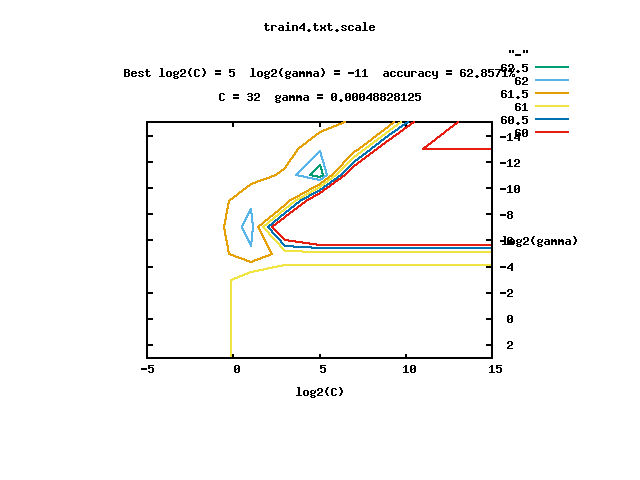 train4.txt.scale
"-"
Best log2(C) = 5 log2(gamma) = -11 accuracy = 62.8571%
62.5
62
C = 32 gamma = 0.00048828125
61.5
61
60.5
60
-14
-12
-10
-8
-6
log2(gamma)
-4
-2
0
2
-5 0 5 10 15
log2(C)